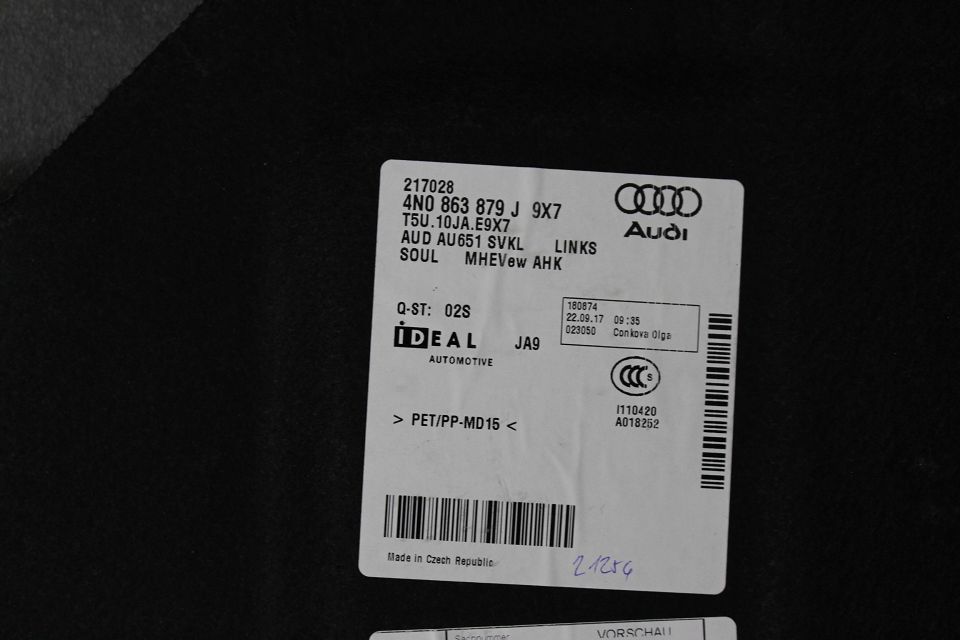 217028
4N0 863 879 J 9X7
T5U.10JA.E9X7
AUD AU651 SVKL LINKS
SOUL MHEVew AHK
Audi
Q-ST: 02S
180874
22.09.17 09:35
023050 Conkova Olga
iDEAL JA9
AUTOMOTIVE
CCC S
I110420
A018252
> PET/PP-MD15 <
Made in Czech Republic
21254
VORSCHAU